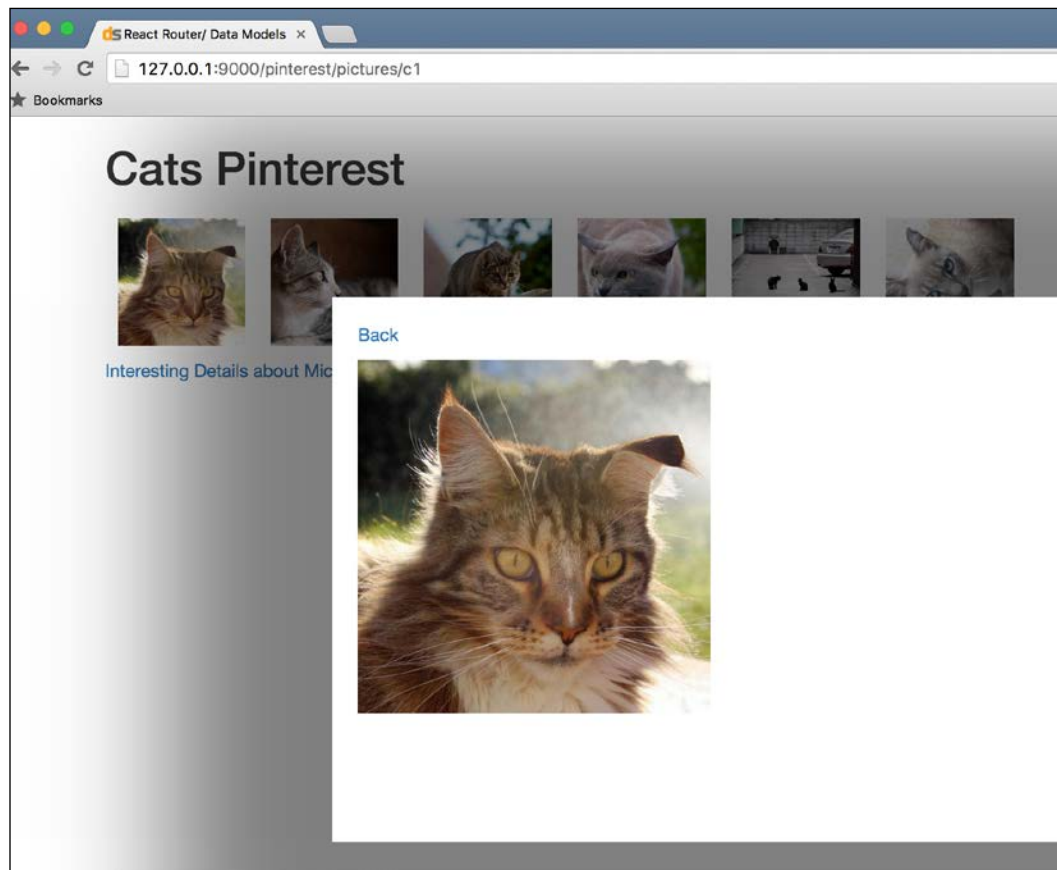 ds React Router/ Data Models ×
127.0.0.1:9000/pinterest/pictures/c1
Bookmarks
Cats Pinterest
Back
Interesting Details about Mic